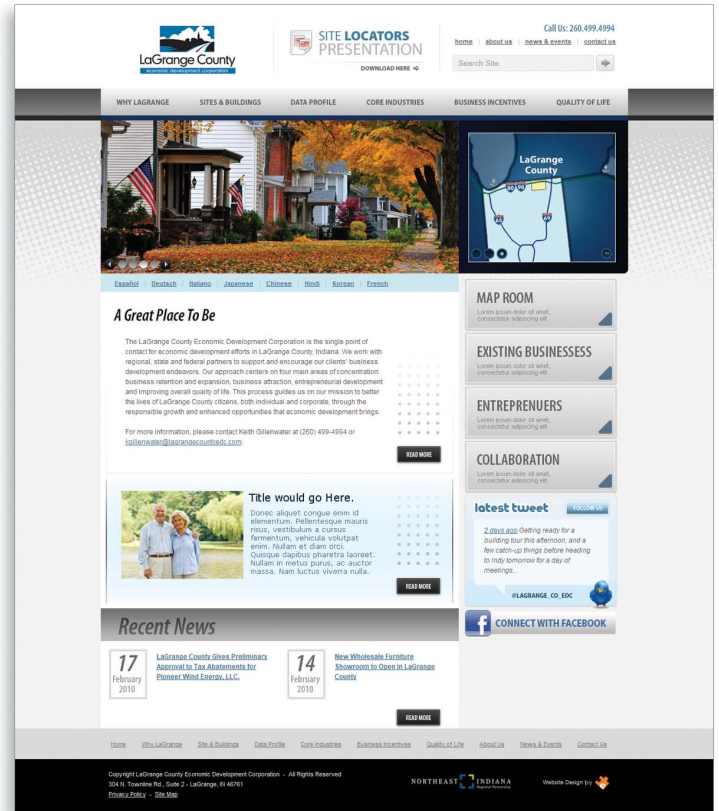 LaGrange County
economic development corporation
SITE LOCATORS
PRESENTATION
DOWNLOAD HERE
Call Us: 260.499.4994
home | about us | news & events | contact us
Search Site
WHY LAGRANGE SITES & BUILDINGS DATA PROFILE CORE INDUSTRIES BUSINESS INCENTIVES QUALITY OF LIFE
LaGrange
County
80 90
69
Español | Deutsch | Italiano | Japanese | Chinese | Hindi | Korean | French
A Great Place To Be
The LaGrange County Economic Development Corporation is the single point of
contact for economic development efforts in LaGrange County, Indiana. We work with
regional, state and federal partners to support and encourage our clients' business
development endeavors. Our approach centers on four main areas of concentration:
business retention and expansion, business attraction, entrepreneurial development
and improving overall quality of life. This process guides us on our mission to better
the lives of LaGrange County citizens, both individual and corporate, through the
responsible growth and enhanced opportunities that economic development brings.
For more information, please contact Keith Gillenwater at (260) 499-4994 or
kgillenwater@lagrangecountyedc.com.
READ MORE
MAP ROOM
Lorem ipsum dolor sit amet,
consectetur adipiscing elit
EXISTING BUSINESSESS
Lorem ipsum dolor sit amet,
consectetur adipiscing elit
ENTREPRENUERS
Lorem ipsum dolor sit amet,
consectetur adipiscing elit
COLLABORATION
Lorem ipsum dolor sit amet,
consectetur adipiscing elit
Title would go Here.
Donec aliquet congue enim id
elementum. Pellentesque mauris
risus, vestibulum a cursus
fermentum, vehicula volutpat
enim. Nullam et diam orci.
Quisque dapibus pharetra laoreet.
Nullam in metus purus, ac auctor
massa. Nam luctus viverra nulla.
READ MORE
latest tweet
FOLLOW US
2 days ago Getting ready for a
building tour this afternoon, and a
few catch-up things before heading
to Indy tomorrow for a day of
meetings...
@LAGRANGE_CO_EDC
f CONNECT WITH FACEBOOK
Recent News
17
February
2010
LaGrange County Gives Preliminary
Approval to Tax Abatements for
Pioneer Wind Energy, LLC.
14
February
2010
New Wholesale Furniture
Showroom to Open in LaGrange
County
READ MORE
Home Why LaGrange Site & Buildings Data Profile Core Industries Business Incentives Quality of Life About Us News & Events Contact Us
Copyright LaGrange County Economic Development Corporation - All Rights Reserved
304 N. Townline Rd., Suite 2 - LaGrange, IN 46761
Privacy Policy - Site Map
NORTHEAST INDIANA
Regional Partnership
Website Design by